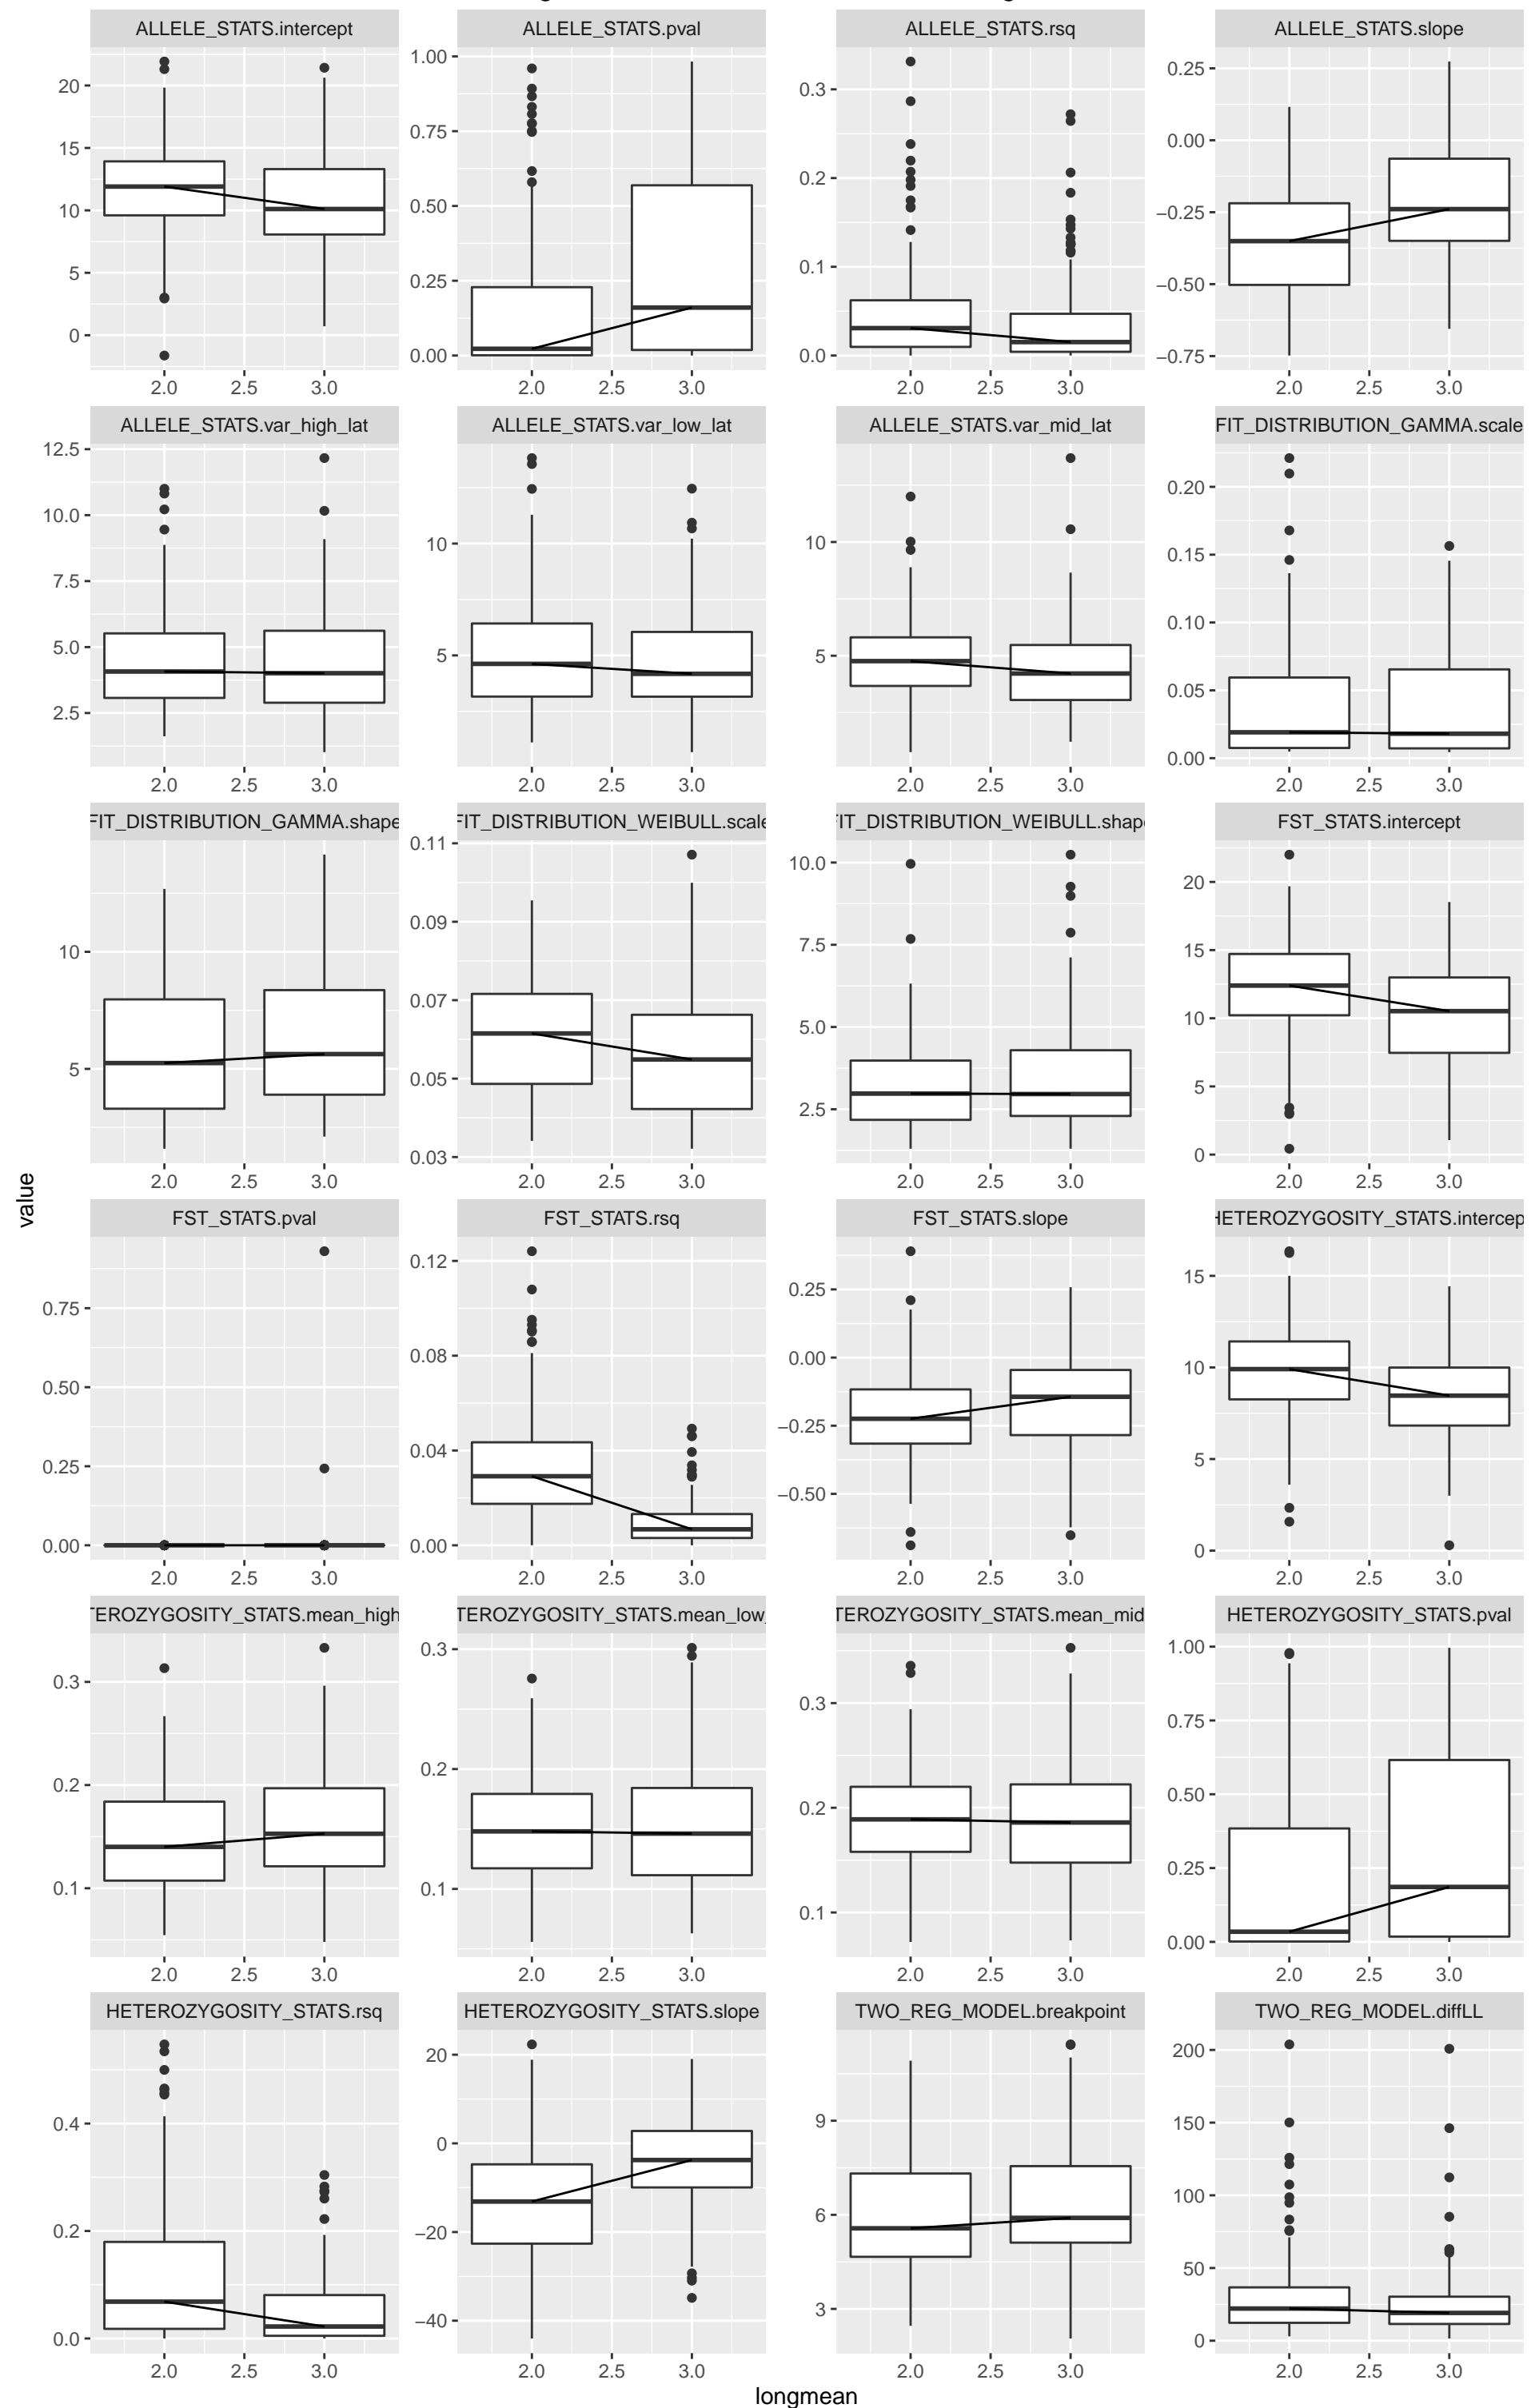 ALLELE_STATS.intercept
ALLELE_STATS.pval
ALLELE_STATS.rsq
ALLELE_STATS.slope
20
15
10
5
0
2.0 2.5 3.0
1.00
0.75
0.50
0.25
0.00
2.0 2.5 3.0
0.3
0.2
0.1
0.0
2.0 2.5 3.0
0.25
0.00
−0.25
−0.50
−0.75
2.0 2.5 3.0
ALLELE_STATS.var_high_lat
ALLELE_STATS.var_low_lat
ALLELE_STATS.var_mid_lat
FIT_DISTRIBUTION_GAMMA.scale
12.5
10.0
7.5
5.0
2.5
2.0 2.5 3.0
10
5
2.0 2.5 3.0
10
5
2.0 2.5 3.0
0.20
0.15
0.10
0.05
0.00
2.0 2.5 3.0
FIT_DISTRIBUTION_GAMMA.shape
FIT_DISTRIBUTION_WEIBULL.scale
FIT_DISTRIBUTION_WEIBULL.shape
FST_STATS.intercept
10
5
2.0 2.5 3.0
0.11
0.09
0.07
0.05
0.03
2.0 2.5 3.0
10.0
7.5
5.0
2.5
2.0 2.5 3.0
20
15
10
5
0
2.0 2.5 3.0
value
FST_STATS.pval
FST_STATS.rsq
FST_STATS.slope
HETEROZYGOSITY_STATS.intercep
0.75
0.50
0.25
0.00
2.0 2.5 3.0
0.12
0.08
0.04
0.00
2.0 2.5 3.0
0.25
0.00
−0.25
−0.50
2.0 2.5 3.0
15
10
5
0
2.0 2.5 3.0
TEROZYGOSITY_STATS.mean_high
TEROZYGOSITY_STATS.mean_low_
TEROZYGOSITY_STATS.mean_mid
HETEROZYGOSITY_STATS.pval
0.3
0.2
0.1
2.0 2.5 3.0
0.3
0.2
0.1
2.0 2.5 3.0
0.3
0.2
0.1
2.0 2.5 3.0
1.00
0.75
0.50
0.25
0.00
2.0 2.5 3.0
HETEROZYGOSITY_STATS.rsq
HETEROZYGOSITY_STATS.slope
TWO_REG_MODEL.breakpoint
TWO_REG_MODEL.diffLL
0.4
0.2
0.0
2.0 2.5 3.0
20
0
−20
−40
2.0 2.5 3.0
9
6
3
2.0 2.5 3.0
200
150
100
50
0
2.0 2.5 3.0
longmean